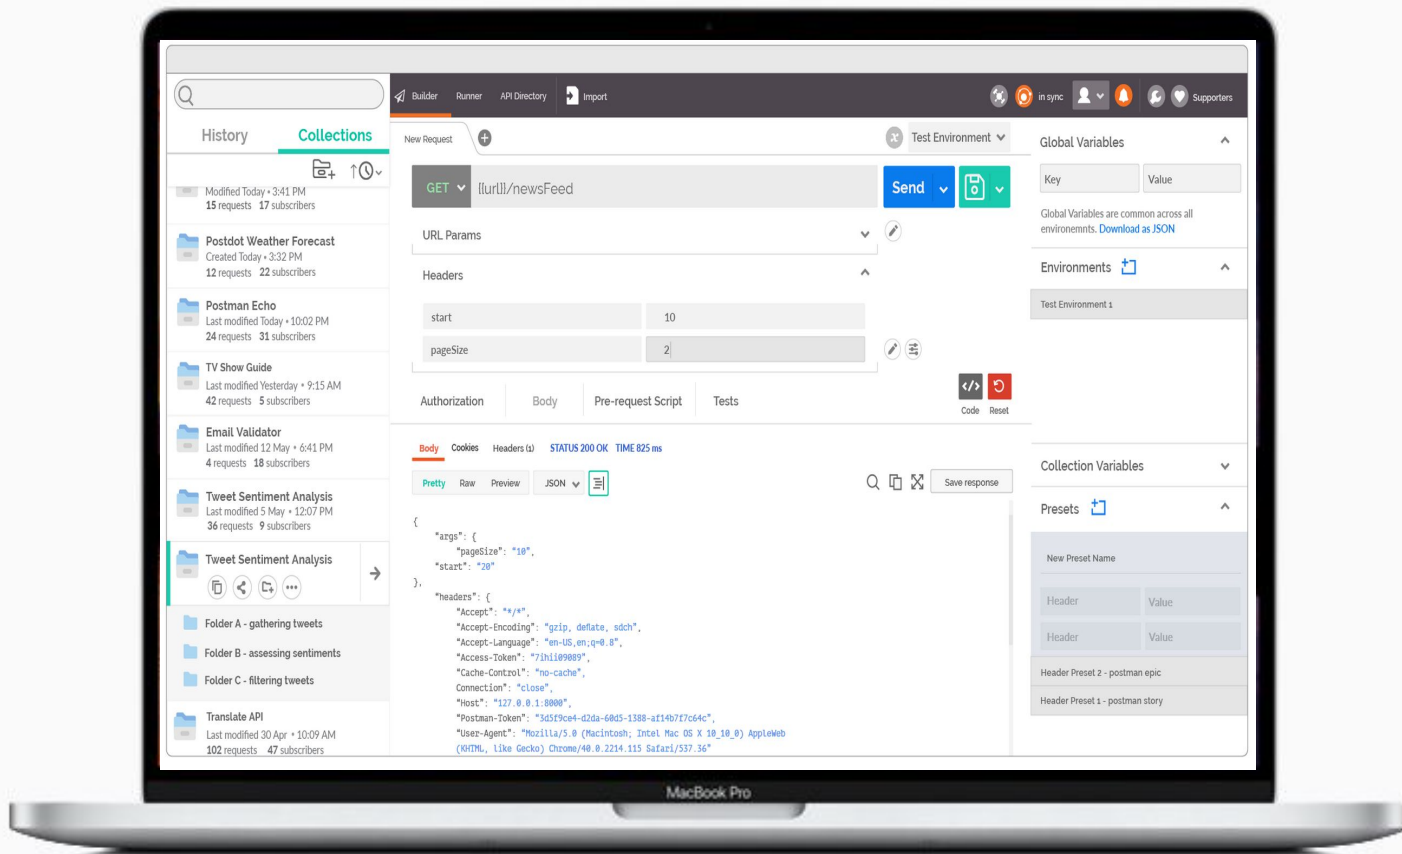 Builder Runner API Directory Import in sync Supporters
History Collections
Modified Today • 3:41 PM
15 requests 17 subscribers
Postdot Weather Forecast
Created Today • 3:32 PM
12 requests 22 subscribers
Postman Echo
Last modified Today • 10:02 PM
24 requests 31 subscribers
TV Show Guide
Last modified Yesterday • 9:15 AM
42 requests 5 subscribers
Email Validator
Last modified 12 May • 6:41 PM
4 requests 18 subscribers
Tweet Sentiment Analysis
Last modified 5 May • 12:07 PM
36 requests 9 subscribers
Tweet Sentiment Analysis
Folder A - gathering tweets
Folder B - assessing sentiments
Folder C - filtering tweets
Translate API
Last modified 30 Apr • 10:09 AM
102 requests 47 subscribers
New Request
x Test Environment
GET {{url}}/newsFeed Send
URL Params
Headers
start 10
pageSize 2
Authorization Body Pre-request Script Tests
</>
Code Reset
Body Cookies Headers (1) STATUS 200 OK TIME 825 ms
Pretty Raw Preview JSON Save response
{
"args": {
"pageSize": "10",
"start": "20"
},
"headers": {
"Accept": "*/*",
"Accept-Encoding": "gzip, deflate, sdch",
"Accept-Language": "en-US,en;q=0.8",
"Access-Token": "7ihii09089",
"Cache-Control": "no-cache",
Connection": "close",
"Host": "127.0.0.1:8000",
"Postman-Token": "3d5f9ce4-d2da-60d5-1388-af14b7f7c64c",
"User-Agent": "Mozilla/5.0 (Macintosh; Intel Mac OS X 10_10_0) AppleWeb
(KHTML, like Gecko) Chrome/40.0.2214.115 Safari/537.36"
Global Variables
Key Value
Global Variables are common across all
environemnts. Download as JSON
Environments
Test Environment 1
Collection Variables
Presets
New Preset Name
Header Value
Header Value
Header Preset 2 - postman epic
Header Preset 1 - postman story
MacBook Pro